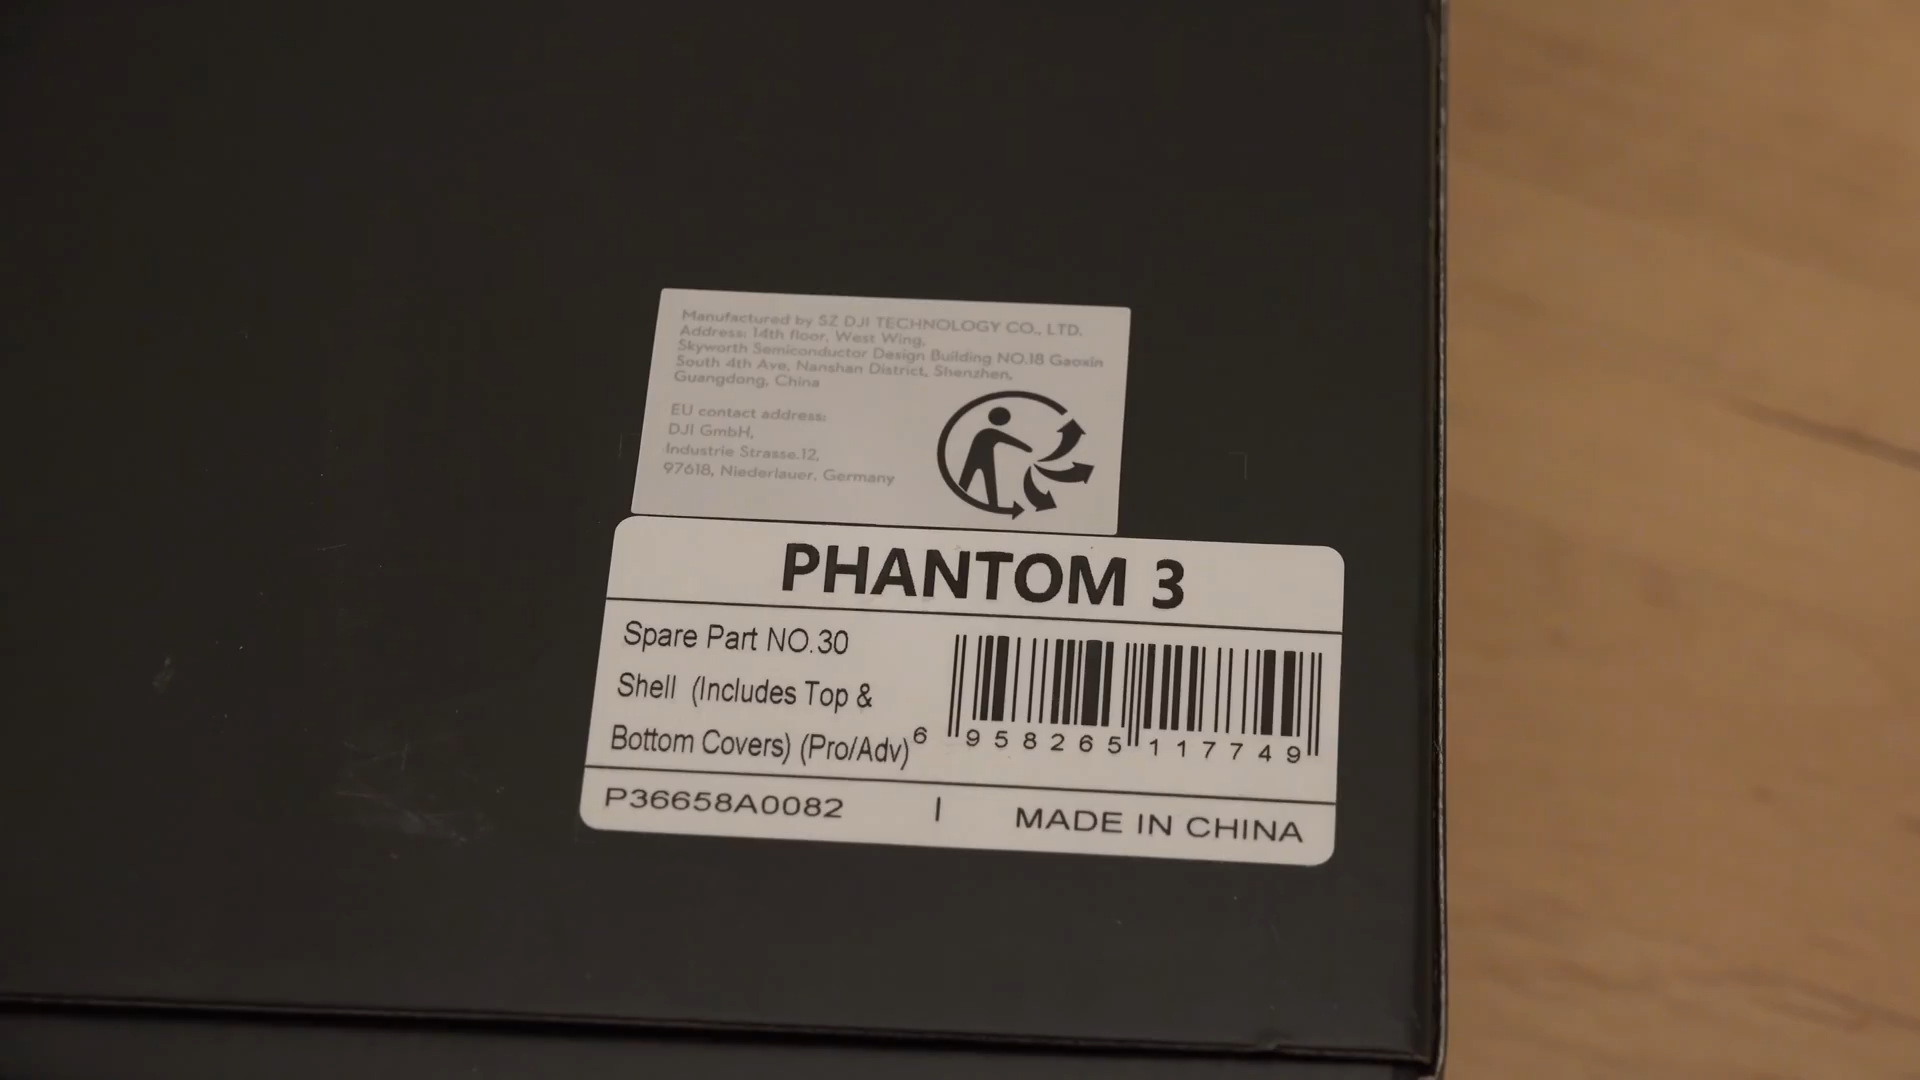 Manufactured by SZ DJI TECHNOLOGY CO., LTD.
Address: 14th floor, West Wing,
Skyworth Semiconductor Design Building NO.18 Gaoxin
South 4th Ave, Nanshan District, Shenzhen,
Guangdong, China
EU contact address:
DJI GmbH,
Industrie Strasse.12,
97618, Niederlauer, Germany
PHANTOM 3
Spare Part NO.30
Shell (Includes Top &
Bottom Covers) (Pro/Adv)
6 958265 117749
P36658A0082 | MADE IN CHINA